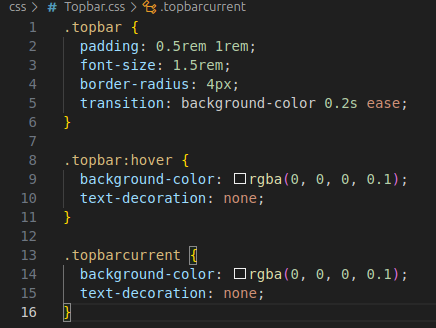 css > # Topbar.css > .topbarcurrent
1 .topbar {
2 padding: 0.5rem 1rem;
3 font-size: 1.5rem;
4 border-radius: 4px;
5 transition: background-color 0.2s ease;
6 }
7
8 .topbar:hover {
9 background-color: rgba(0, 0, 0, 0.1);
10 text-decoration: none;
11 }
12
13 .topbarcurrent {
14 background-color: rgba(0, 0, 0, 0.1);
15 text-decoration: none;
16 }